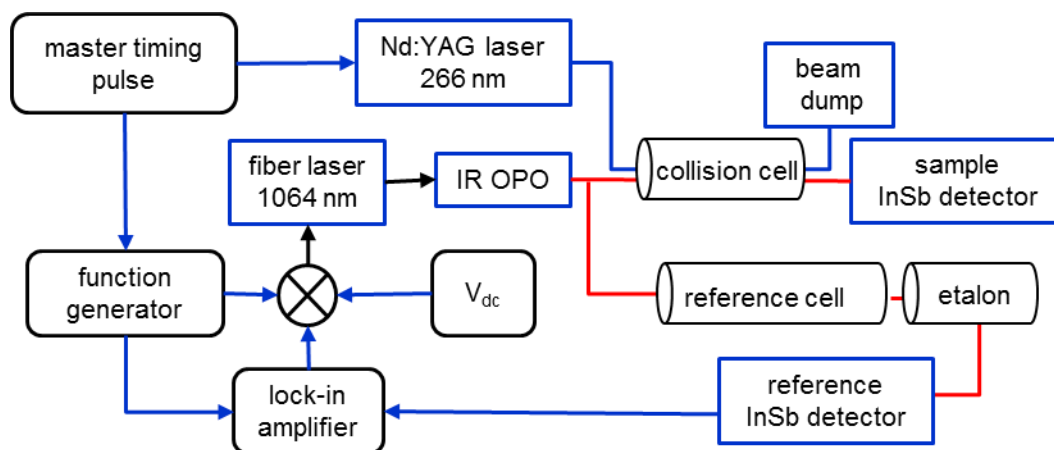 master timing
pulse
Nd:YAG laser
266 nm
beam
dump
fiber laser
1064 nm
IR OPO
collision cell
sample
InSb detector
function
generator
V dc
reference cell
etalon
lock-in
amplifier
reference
InSb detector